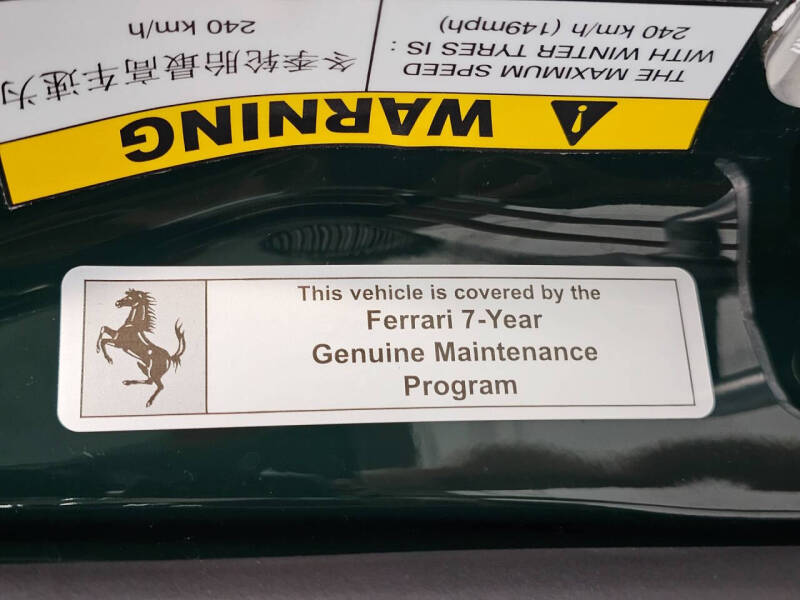 WARNING
THE MAXIMUM SPEED
WITH WINTER TYRES IS :
240 km/h (149mph)
冬季轮胎最高车速为
240 km/h
This vehicle is covered by the
Ferrari 7-Year
Genuine Maintenance
Program